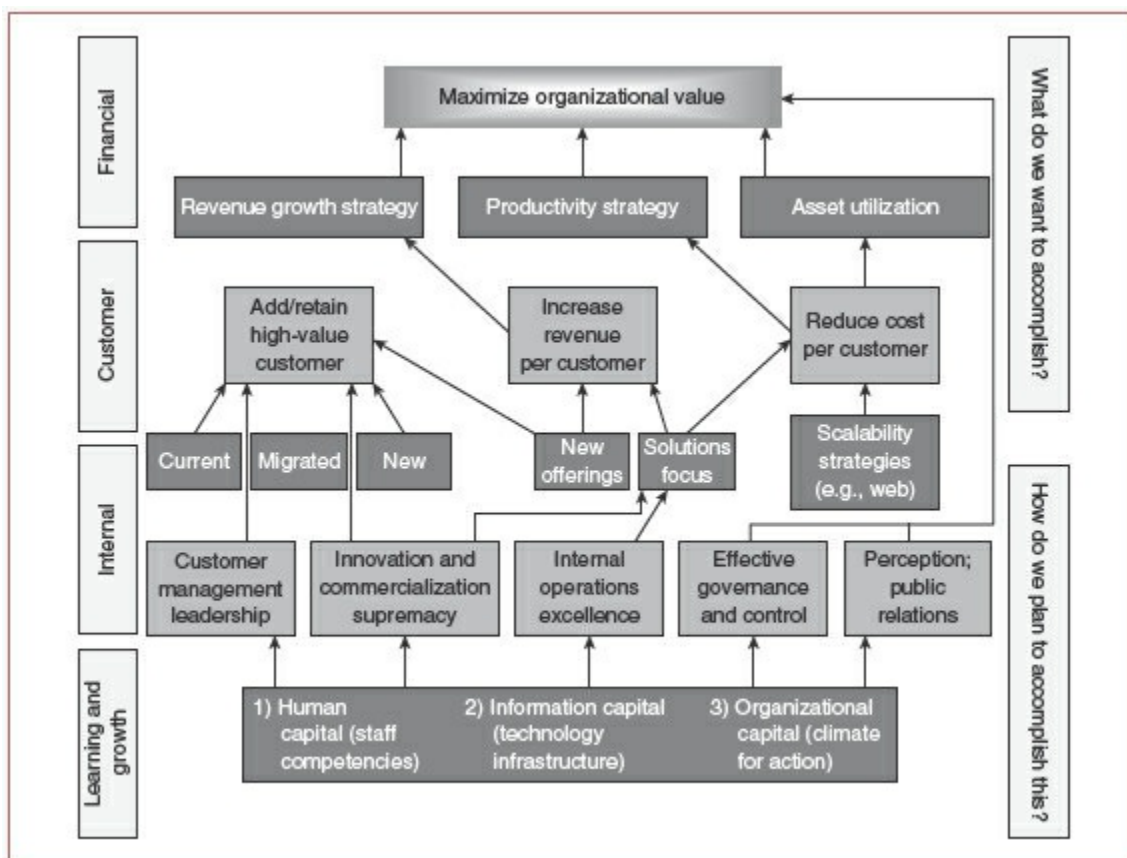 Financial
Customer
Internal
Learning and
growth
What do we want to accomplish?
How do we plan to accomplish this?
Maximize organizational value
Revenue growth strategy
Productivity strategy
Asset utilization
Add/retain
high-value
customer
Increase
revenue
per customer
Reduce cost
per customer
Current
Migrated
New
New
offerings
Solutions
focus
Scalability
strategies
(e.g., web)
Customer
management
leadership
Innovation and
commercialization
supremacy
Internal
operations
excellence
Effective
governance
and control
Perception;
public
relations
1) Human
capital (staff
competencies)
2) Information capital
(technology
infrastructure)
3) Organizational
capital (climate
for action)